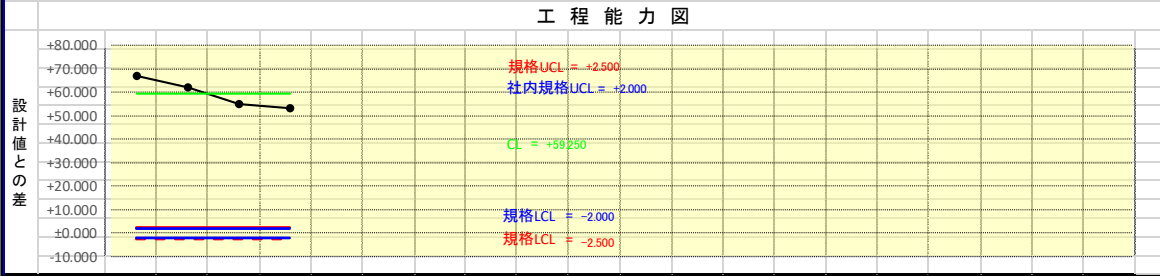 工程能力図
設計値との差
+80.000
+70.000
+60.000
+50.000
+40.000
+30.000
+20.000
+10.000
±0.000
-10.000
規格UCL = +2.500
社内規格UCL = +2.000
CL = +59.250
規格LCL = -2.000
規格LCL = -2.500